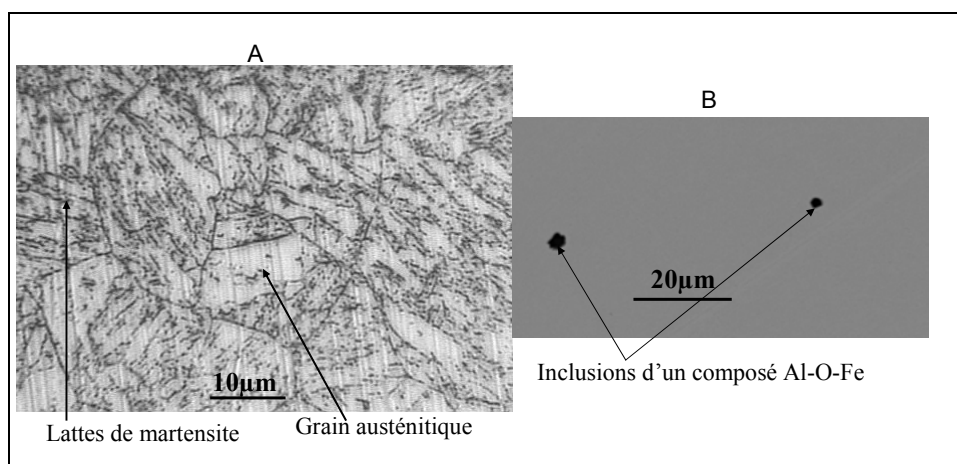 A
B
20µm
10µm
Inclusions d’un composé Al-O-Fe
Lattes de martensite
Grain austénitique